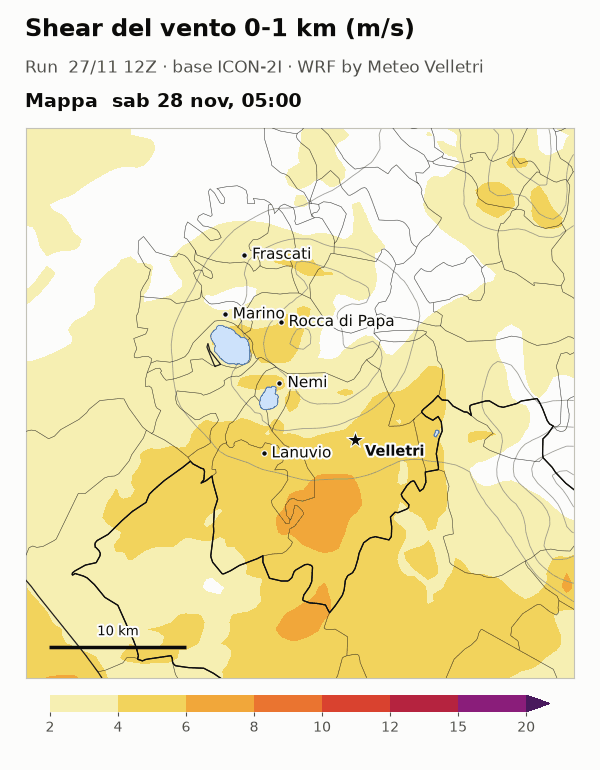 Shear del vento 0-1 km (m/s)
Run  27/11 12Z · base ICON-2I · WRF by Meteo Velletri
Mappa  sab 28 nov, 05:00
Frascati
Marino
Rocca di Papa
Nemi
Velletri
Lanuvio
10 km
2 4 6 8 10 12 15 20